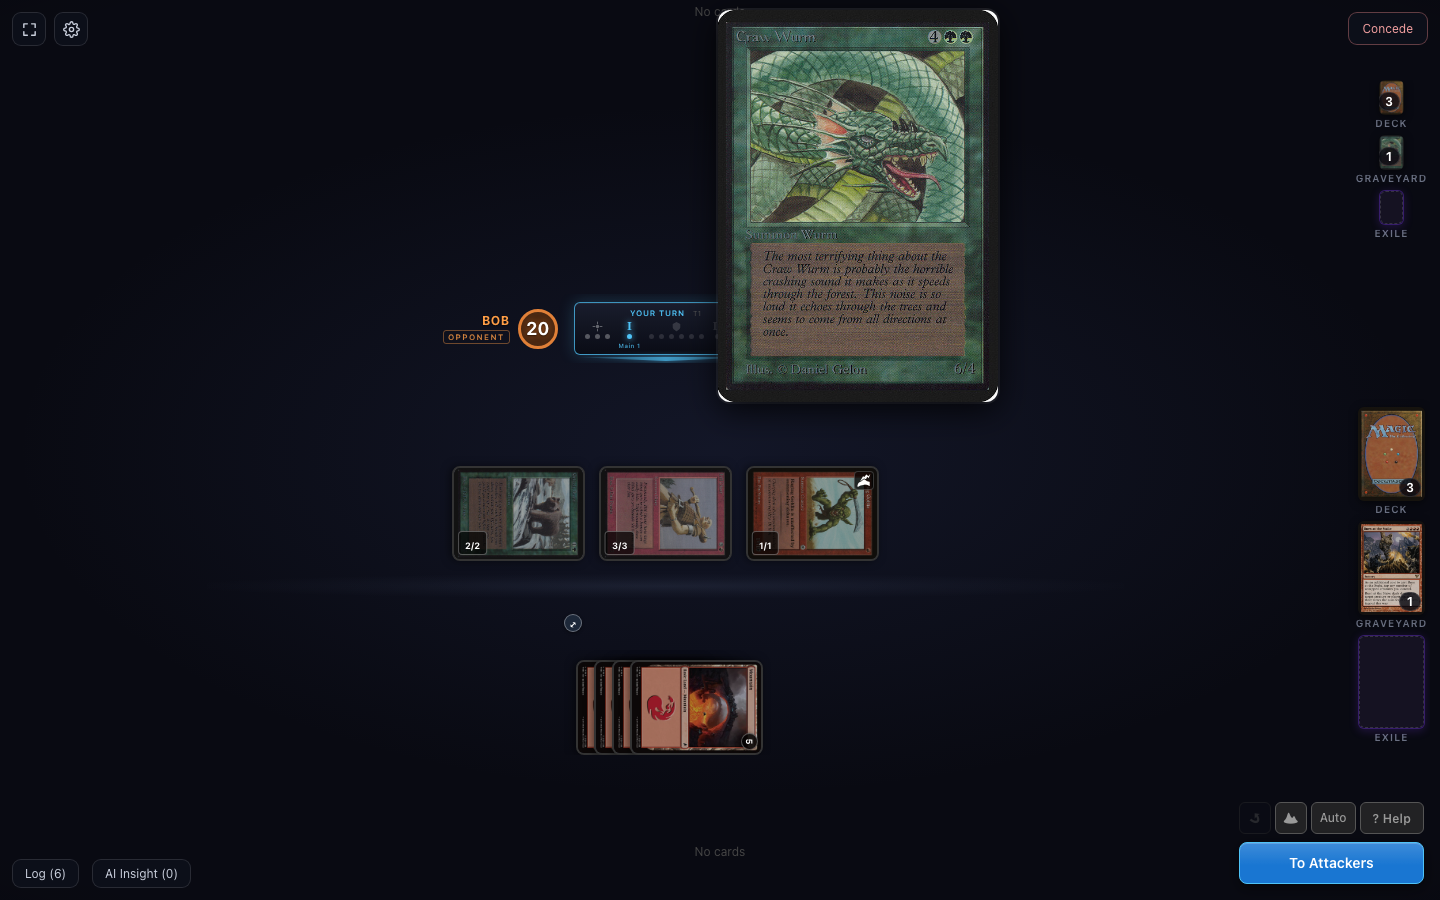 No cards
Concede
Craw Wurm
4
Summon Wurm
The most terrifying thing about the
Craw Wurm is probably the horrible
crashing sound it makes as it speeds
through the forest. This noise is so
loud it echoes through the trees and
seems to come from all directions at
once.
Illus. © Daniel Gelon
6/4
3
DECK
1
GRAVEYARD
EXILE
BOB
OPPONENT
20
YOUR TURN
I
Main 1
2/2
3/3
1/1
MAGIC
3
DECK
1
GRAVEYARD
EXILE
5
Auto
? Help
To Attackers
No cards
Log (6)
AI Insight (0)